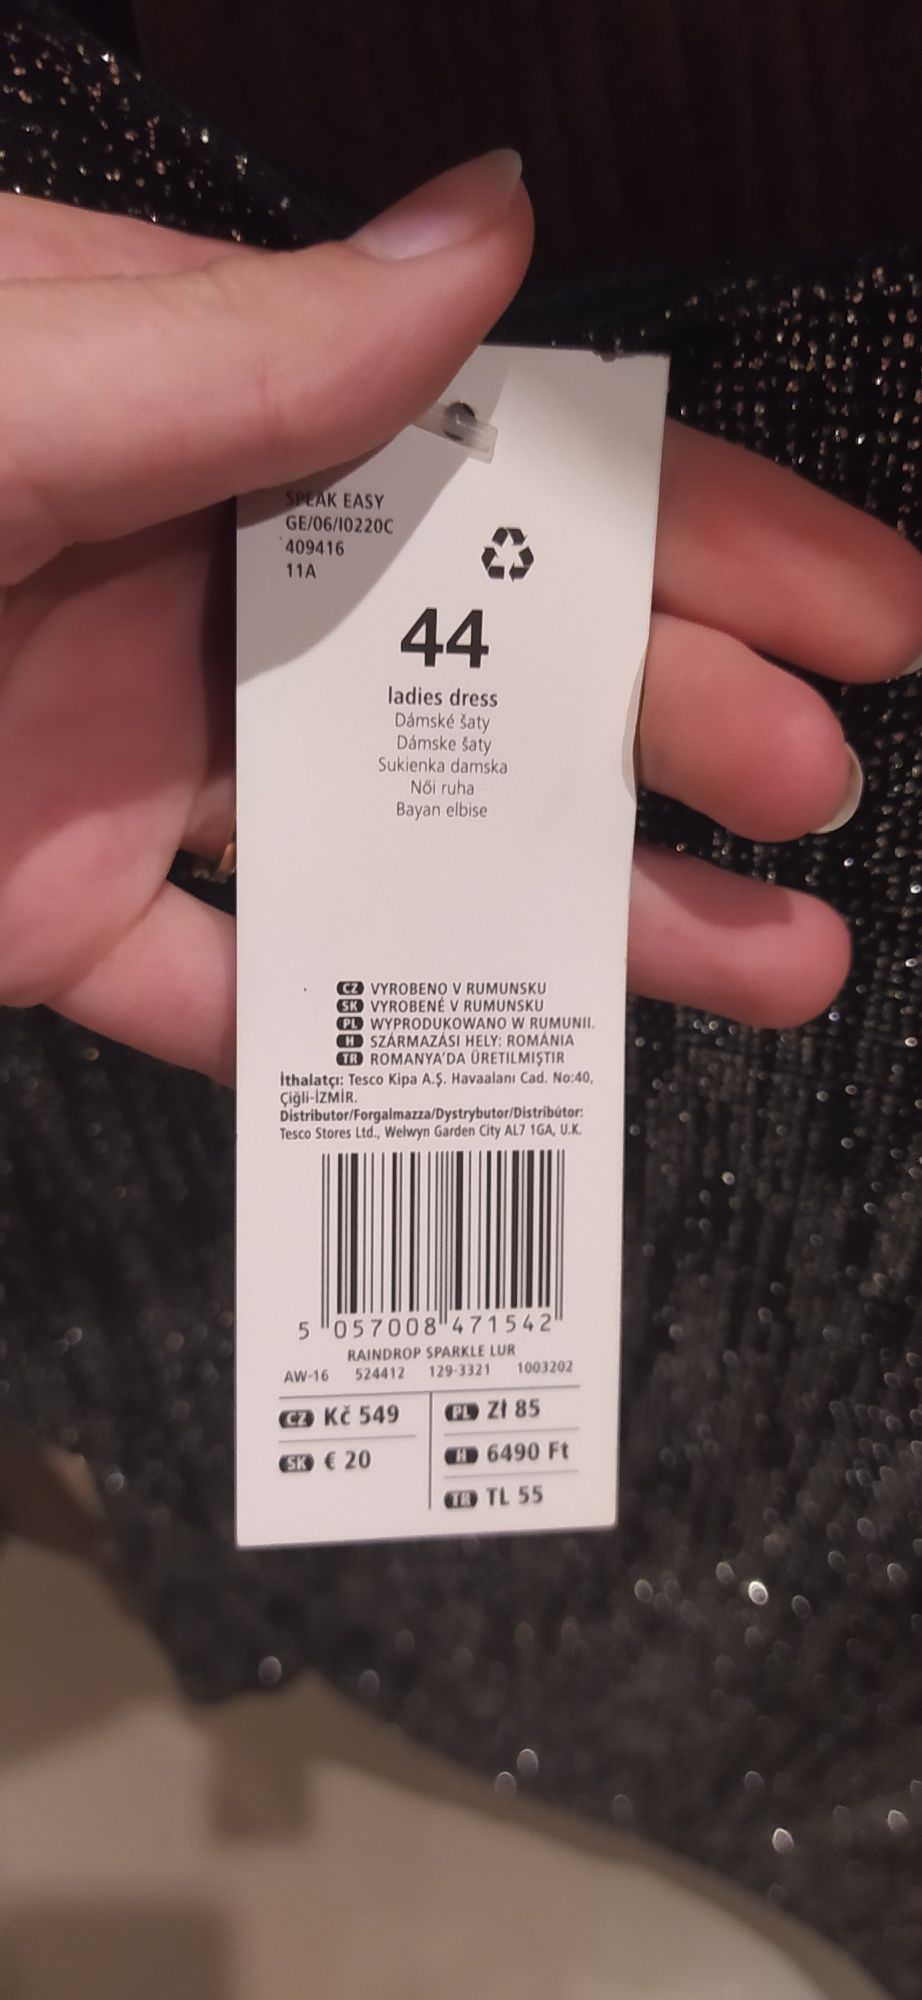 SPEAK EASY
GE/06/I0220C
409416
11A
44
ladies dress
Dámské šaty
Dámske šaty
Sukienka damska
Női ruha
Bayan elbise
CZ VYROBENO V RUMUNSKU
SK VYROBENÉ V RUMUNSKU
PL WYPRODUKOWANO W RUMUNII.
H SZÁRMAZÁSI HELY: ROMÁNIA
TR ROMANYA'DA ÜRETILMIŞTIR
İthalatçı: Tesco Kipa A.Ş. Havaalanı Cad. No:40,
Çiğli-İZMİR.
Distributor/Forgalmazza/Dystrybutor/Distribútor:
Tesco Stores Ltd., Welwyn Garden City AL7 1GA, U.K.
5 057008 471542
RAINDROP SPARKLE LUR
AW-16 524412 129-3321 1003202
CZ Kč 549
SK € 20
PL Zł 85
H 6490 Ft
TR TL 55